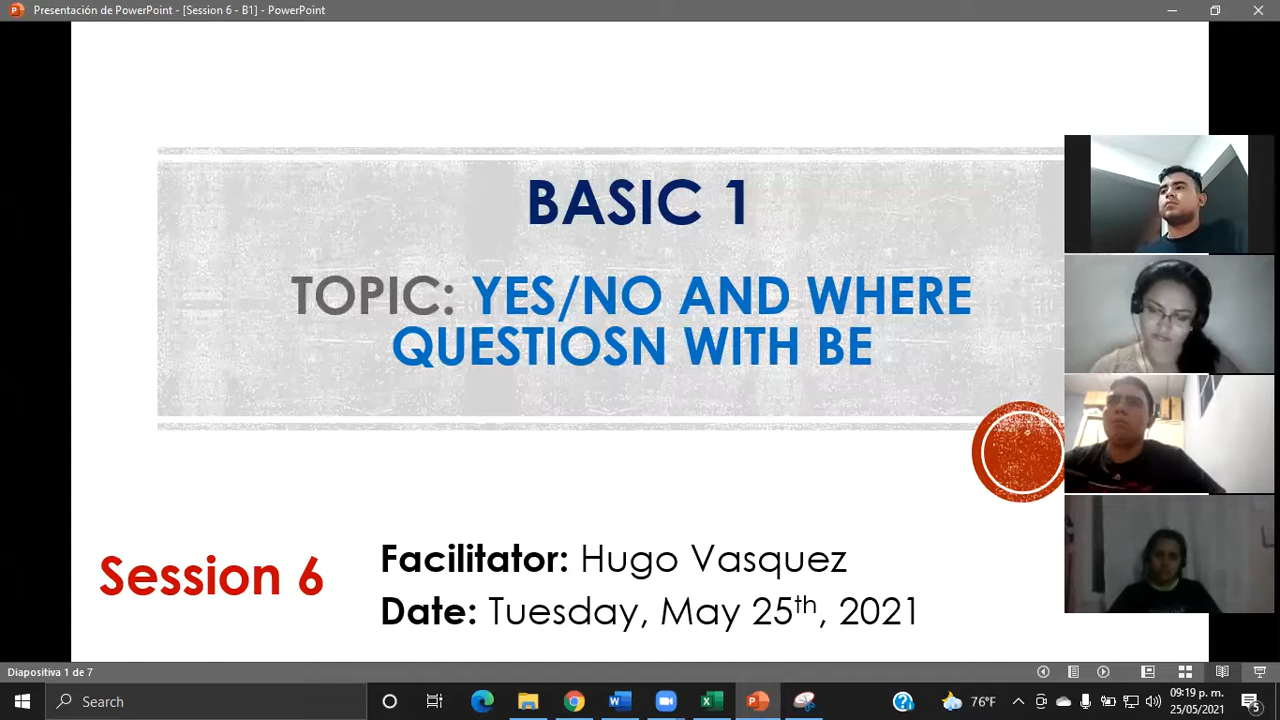 Presentación de PowerPoint - [Session 6 - B1] - PowerPoint
BASIC 1
TOPIC: YES/NO AND WHERE
QUESTIOSN WITH BE
Session 6
Facilitator: Hugo Vasquez
Date: Tuesday, May 25th, 2021
Diapositiva 1 de 7
Search
76°F
09:19 p. m.
25/05/2021
5